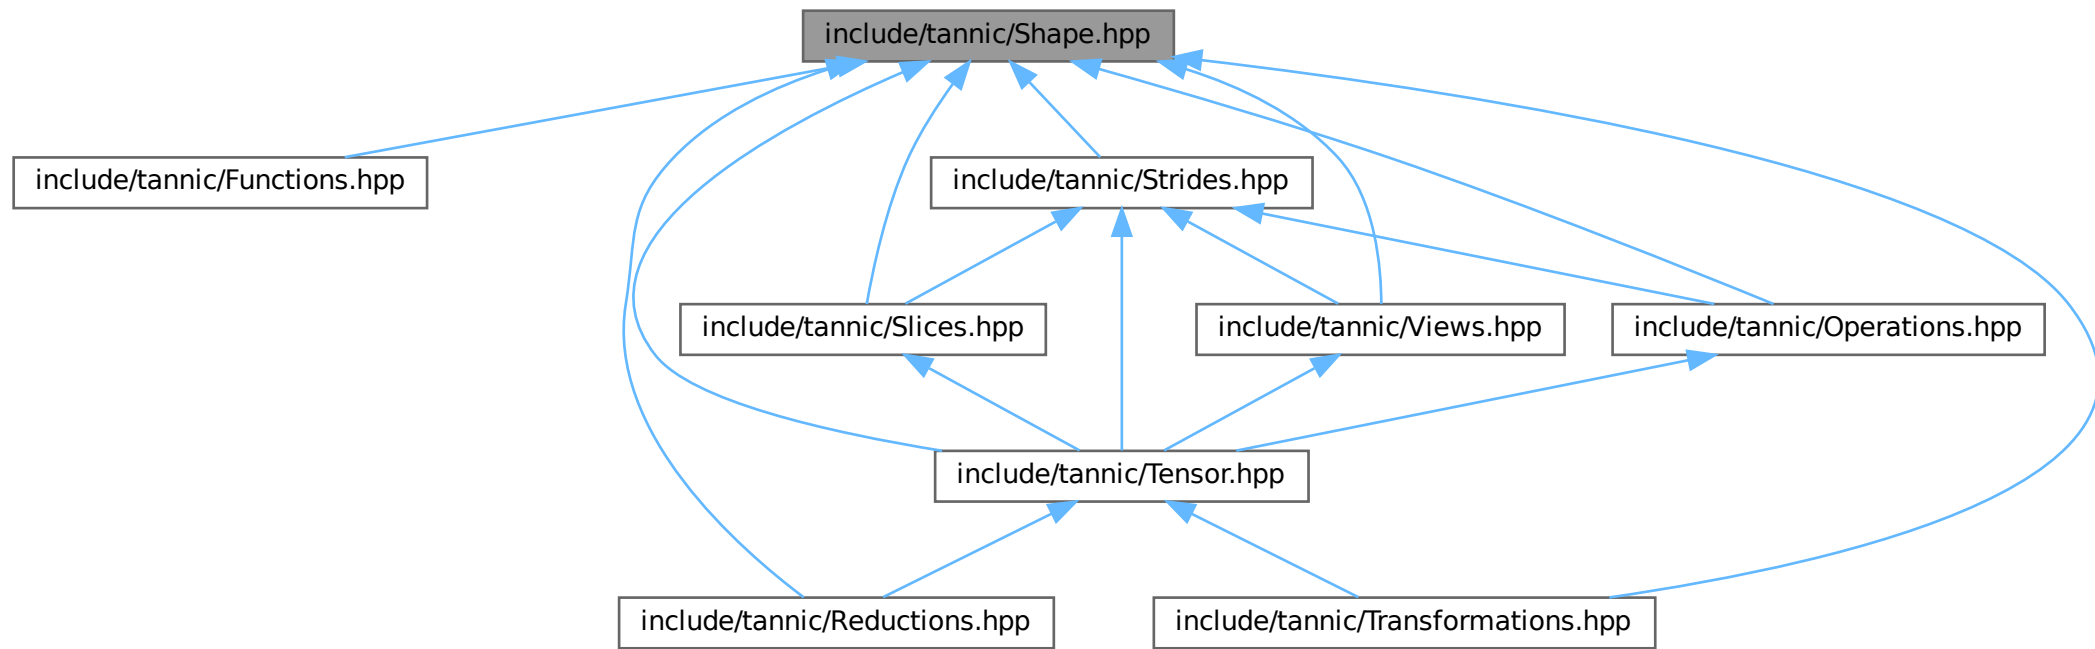 include/tannic/Shape.hpp
include/tannic/Functions.hpp
include/tannic/Strides.hpp
include/tannic/Slices.hpp
include/tannic/Views.hpp
include/tannic/Operations.hpp
include/tannic/Tensor.hpp
include/tannic/Reductions.hpp
include/tannic/Transformations.hpp